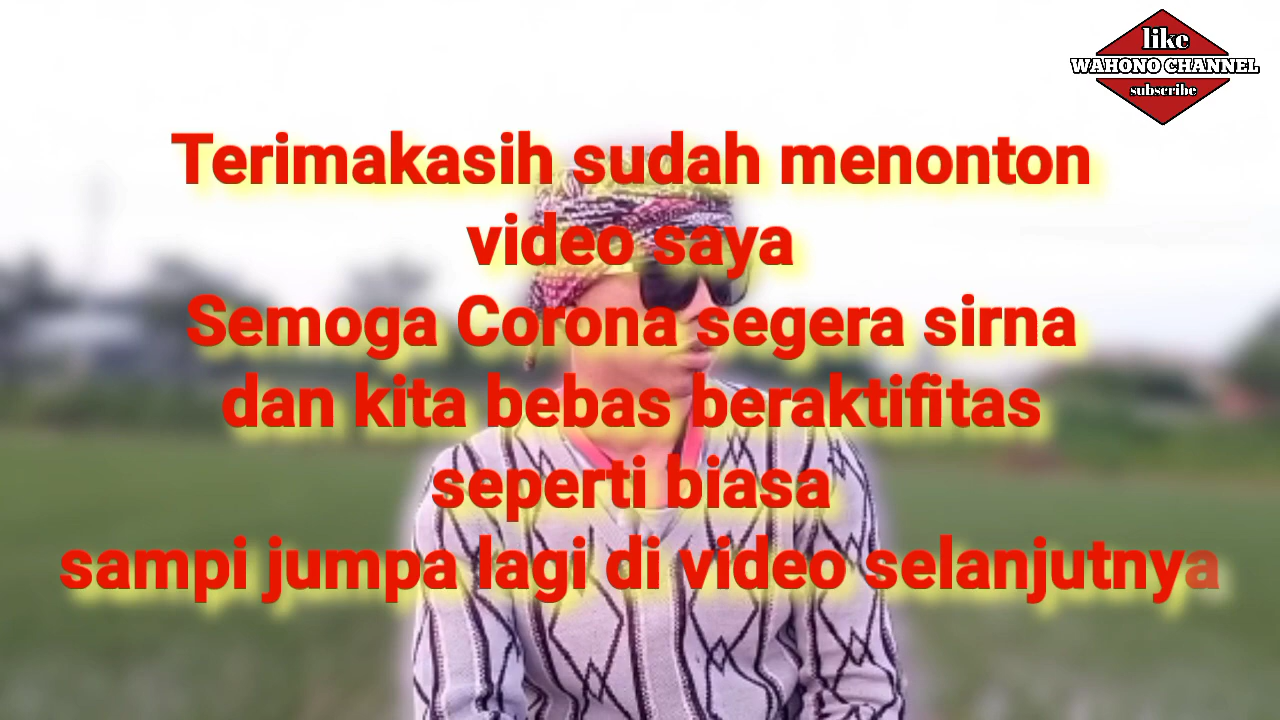 like
WAHONO CHANNEL
subscribe
Terimakasih sudah menonton
video saya
Semoga Corona segera sirna
dan kita bebas beraktifitas
seperti biasa
sampi jumpa lagi di video selanjutnya